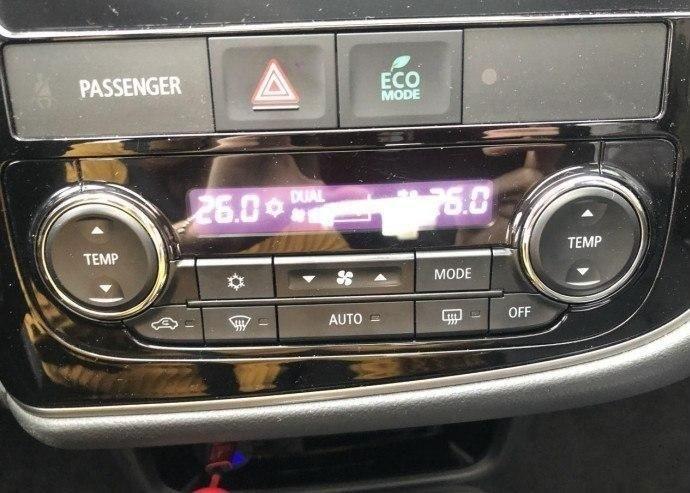 PASSENGER
ECO
MODE
26.0 DUAL 26.0
TEMP
TEMP
MODE
AUTO
OFF